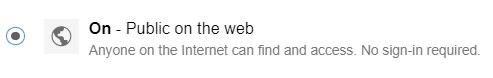 On - Public on the web
Anyone on the Internet can find and access. No sign-in required.